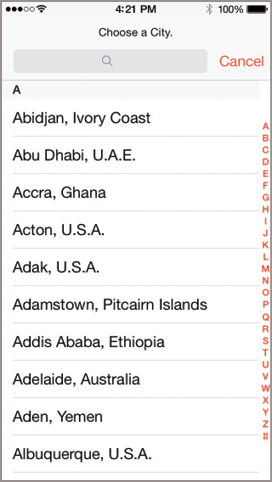 4:21 PM 100%
Choose a City.
Cancel
A
Abidjan, Ivory Coast
Abu Dhabi, U.A.E.
Accra, Ghana
Acton, U.S.A.
Adak, U.S.A.
Adamstown, Pitcairn Islands
Addis Ababa, Ethiopia
Adelaide, Australia
Aden, Yemen
Albuquerque, U.S.A.
A
B
C
D
E
F
G
H
I
J
K
L
M
N
O
P
Q
R
S
T
U
V
W
X
Y
Z
#